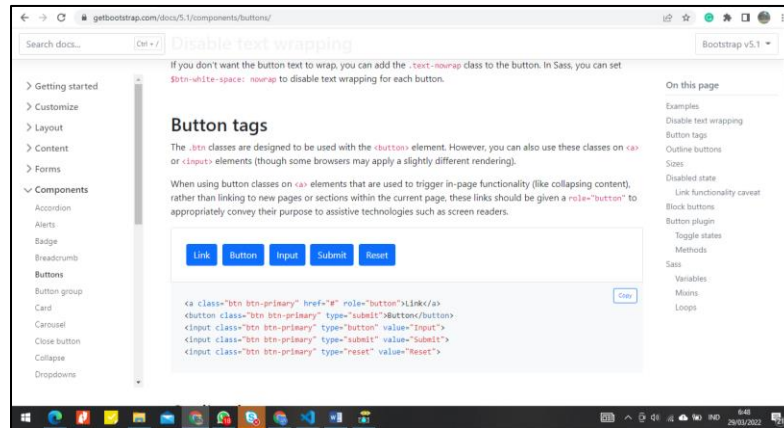 getbootstrap.com/docs/5.1/components/buttons/
Search docs...
Ctrl + /
Disable text wrapping
Bootstrap v5.1
If you don't want the button text to wrap, you can add the .text-nowrap class to the button. In Sass, you can set
$btn-white-space: nowrap to disable text wrapping for each button.
Getting started
Customize
Layout
Content
Forms
Components
Accordion
Alerts
Badge
Breadcrumb
Buttons
Button group
Card
Carousel
Close button
Collapse
Dropdowns
Button tags
The .btn classes are designed to be used with the <button> element. However, you can also use these classes on <a>
or <input> elements (though some browsers may apply a slightly different rendering).
When using button classes on <a> elements that are used to trigger in-page functionality (like collapsing content),
rather than linking to new pages or sections within the current page, these links should be given a role="button" to
appropriately convey their purpose to assistive technologies such as screen readers.
Link Button Input Submit Reset
Copy
<a class="btn btn-primary" href="#" role="button">Link</a>
<button class="btn btn-primary" type="submit">Button</button>
<input class="btn btn-primary" type="button" value="Input">
<input class="btn btn-primary" type="submit" value="Submit">
<input class="btn btn-primary" type="reset" value="Reset">
On this page
Examples
Disable text wrapping
Button tags
Outline buttons
Sizes
Disabled state
Link functionality caveat
Block buttons
Button plugin
Toggle states
Methods
Sass
Variables
Mixins
Loops
IND
6:48
29/03/2022